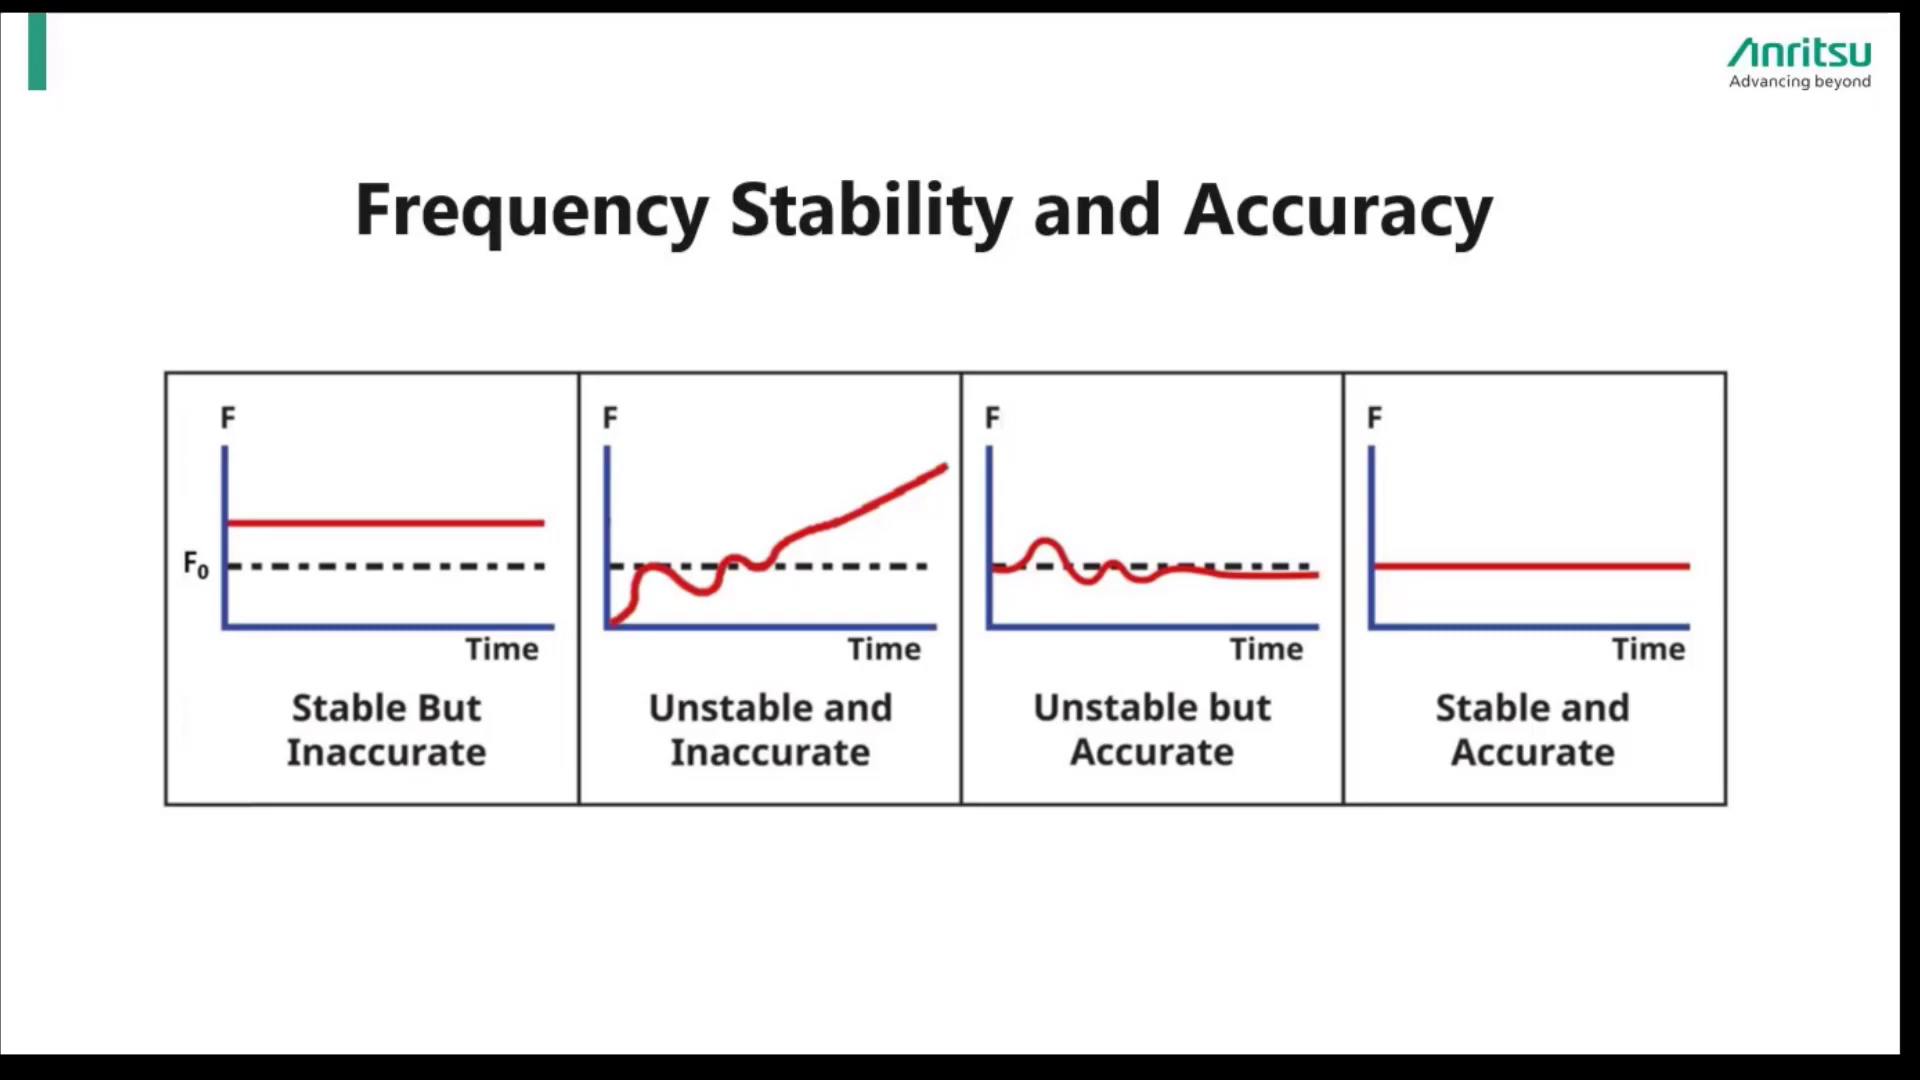 Anritsu
Advancing beyond
Frequency Stability and Accuracy
F
F₀
Time
Stable But
Inaccurate
F
Time
Unstable and
Inaccurate
F
Time
Unstable but
Accurate
F
Time
Stable and
Accurate